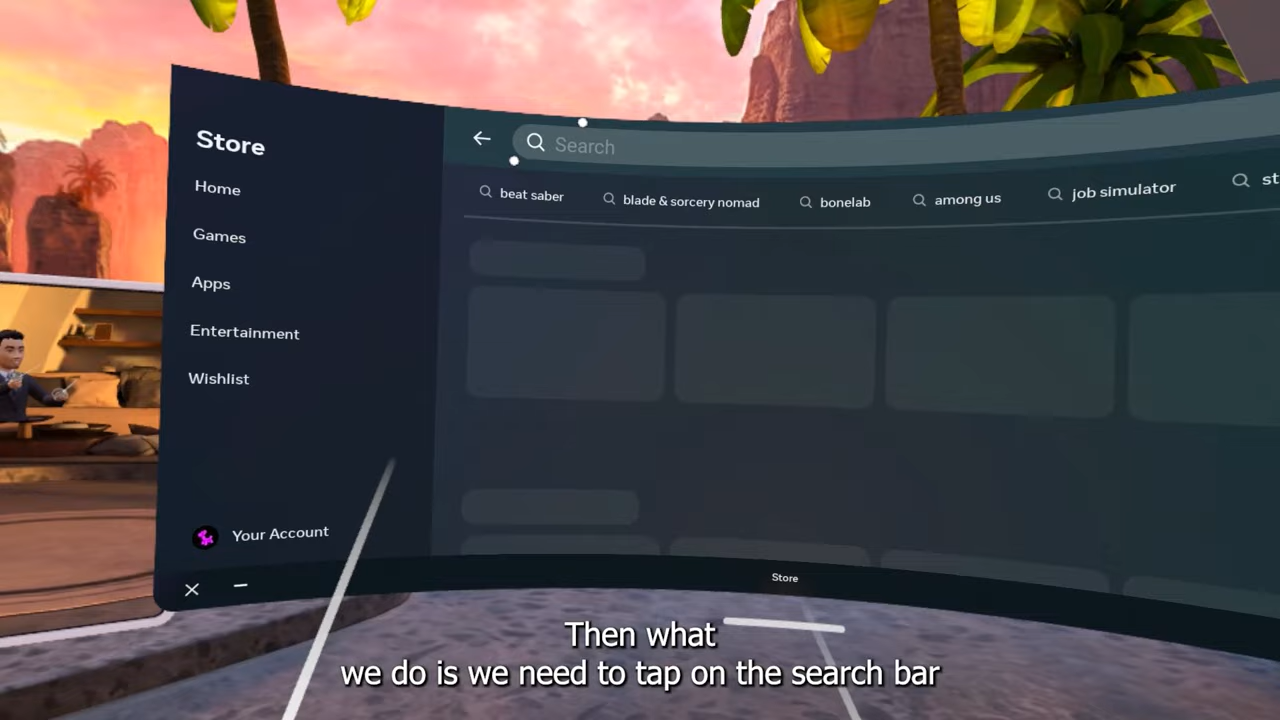 Store
Home
Games
Apps
Entertainment
Wishlist
Your Account
Search
beat saber
blade & sorcery nomad
bonelab
among us
job simulator
st
Store
Then what
we do is we need to tap on the search bar